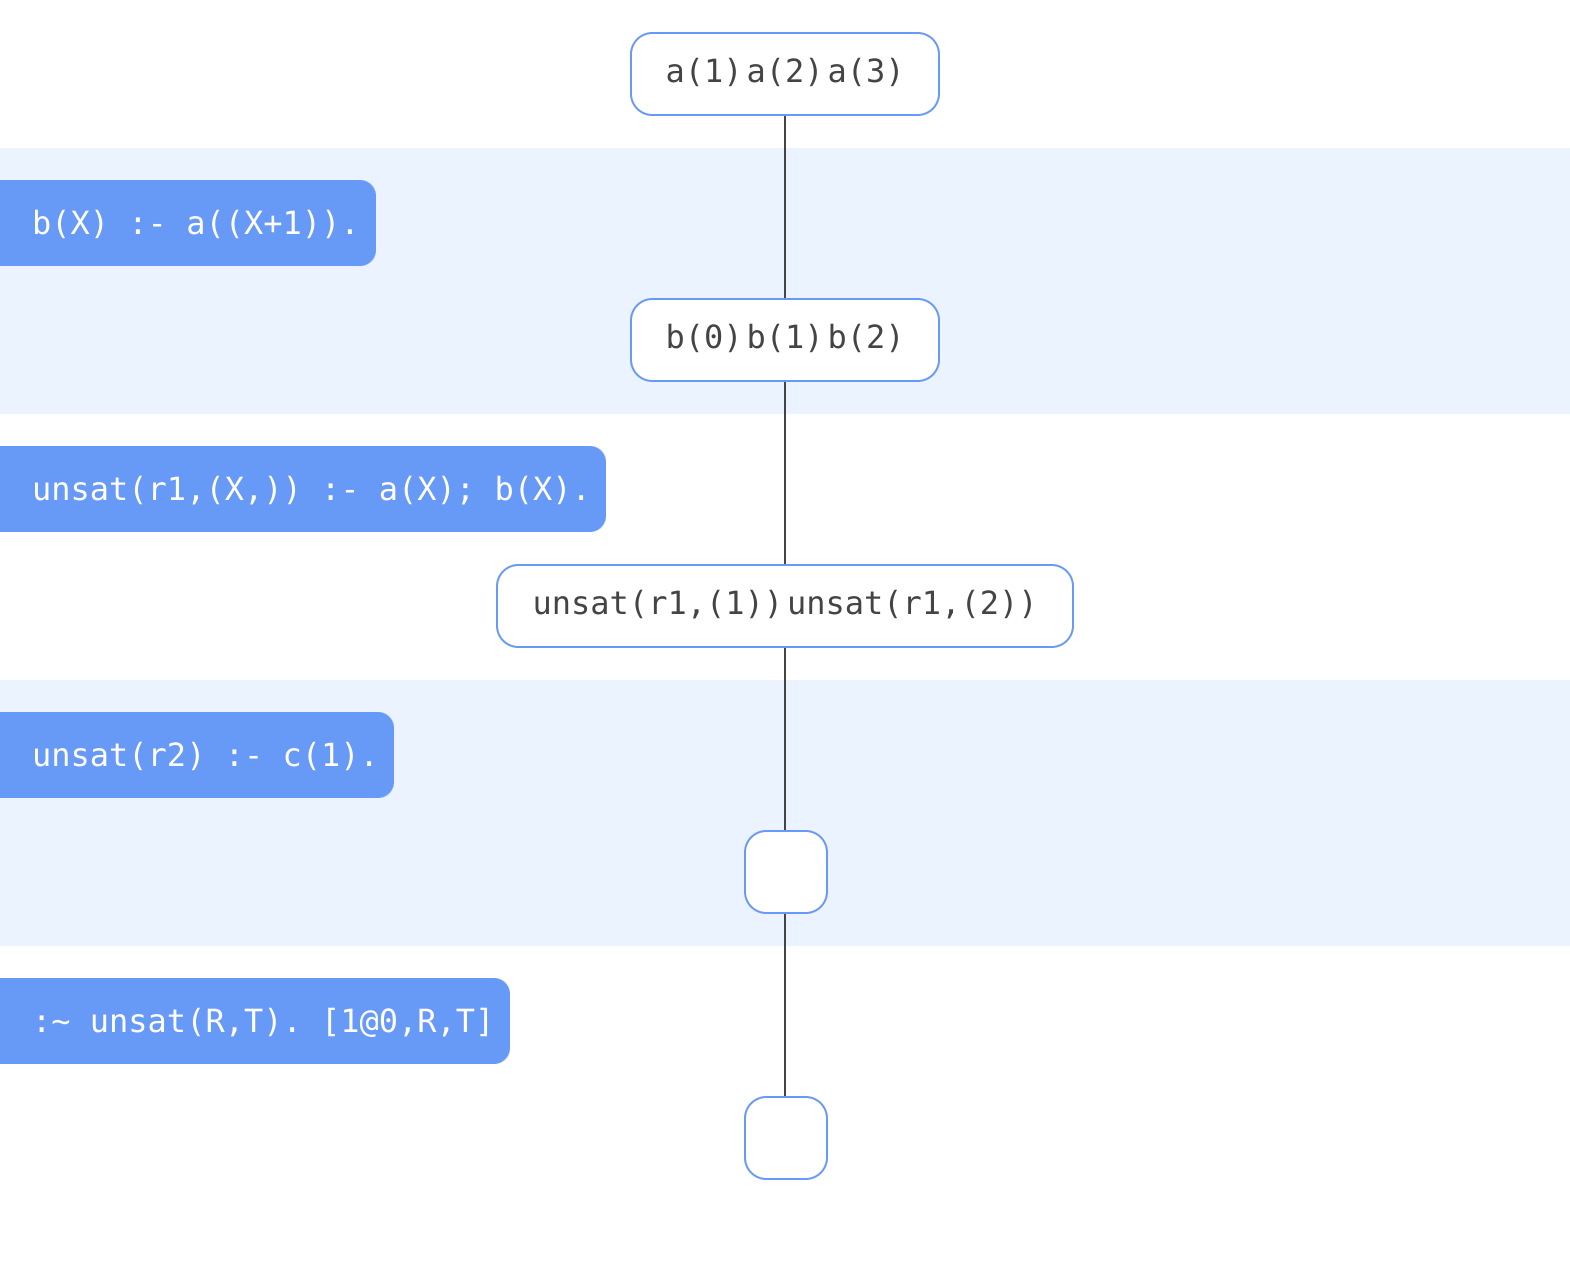 a(1) a(2) a(3)
b(X) :- a((X+1)).
b(0) b(1) b(2)
unsat(r1,(X,)) :- a(X); b(X).
unsat(r1,(1)) unsat(r1,(2))
unsat(r2) :- c(1).
:~ unsat(R,T). [1@0,R,T]